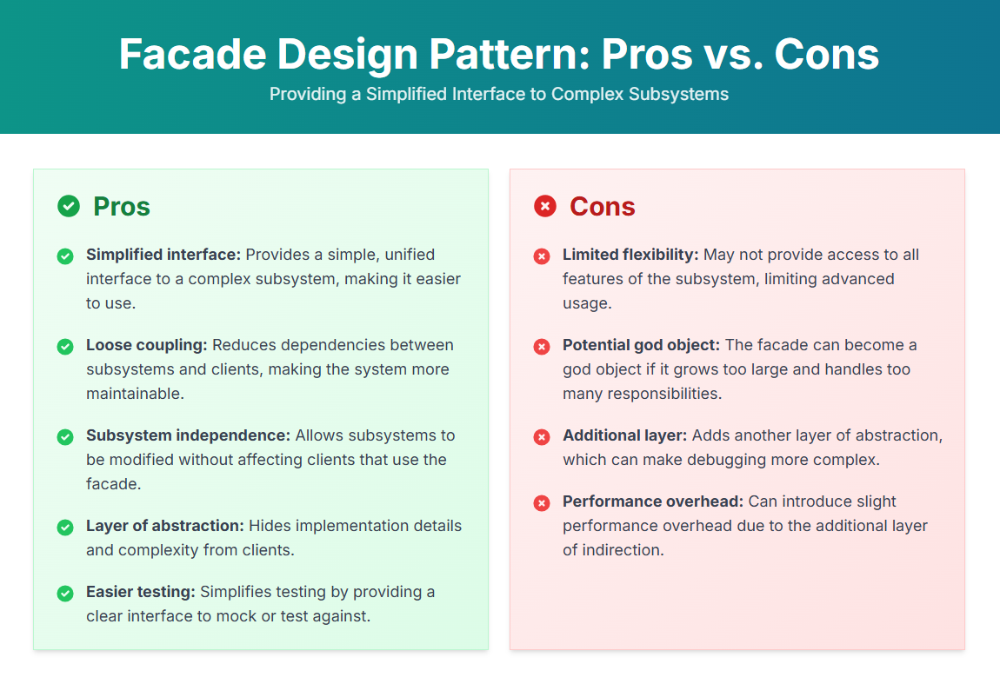 Facade Design Pattern: Pros vs. Cons
Providing a Simplified Interface to Complex Subsystems
Pros
Simplified interface: Provides a simple, unified
interface to a complex subsystem, making it easier
to use.
Loose coupling: Reduces dependencies between
subsystems and clients, making the system more
maintainable.
Subsystem independence: Allows subsystems to
be modified without affecting clients that use the
facade.
Layer of abstraction: Hides implementation details
and complexity from clients.
Easier testing: Simplifies testing by providing a
clear interface to mock or test against.
Cons
Limited flexibility: May not provide access to all
features of the subsystem, limiting advanced
usage.
Potential god object: The facade can become a
god object if it grows too large and handles too
many responsibilities.
Additional layer: Adds another layer of abstraction,
which can make debugging more complex.
Performance overhead: Can introduce slight
performance overhead due to the additional layer
of indirection.